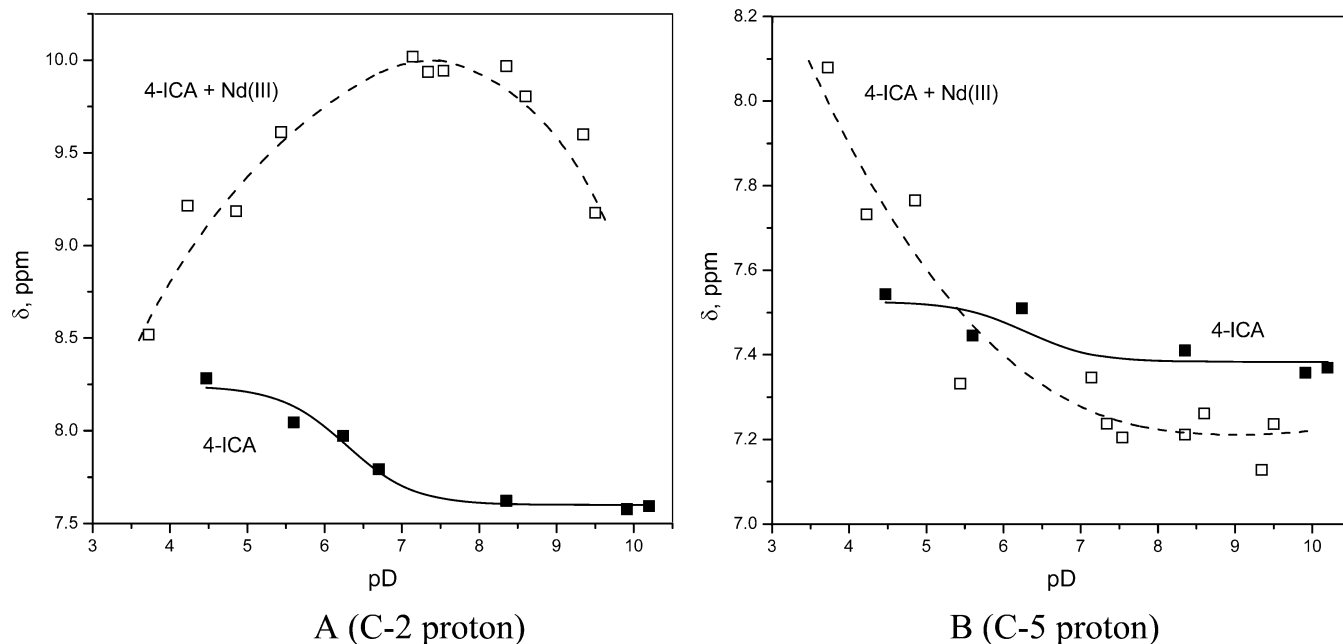 10.0
9.5
9.0
8.5
8.0
7.5
δ, ppm
4-ICA + Nd(III)
4-ICA
3 4 5 6 7 8 9 10
pD
A (C-2 proton)
8.2
8.0
7.8
7.6
7.4
7.2
7.0
δ, ppm
4-ICA + Nd(III)
4-ICA
3 4 5 6 7 8 9 10
pD
B (C-5 proton)